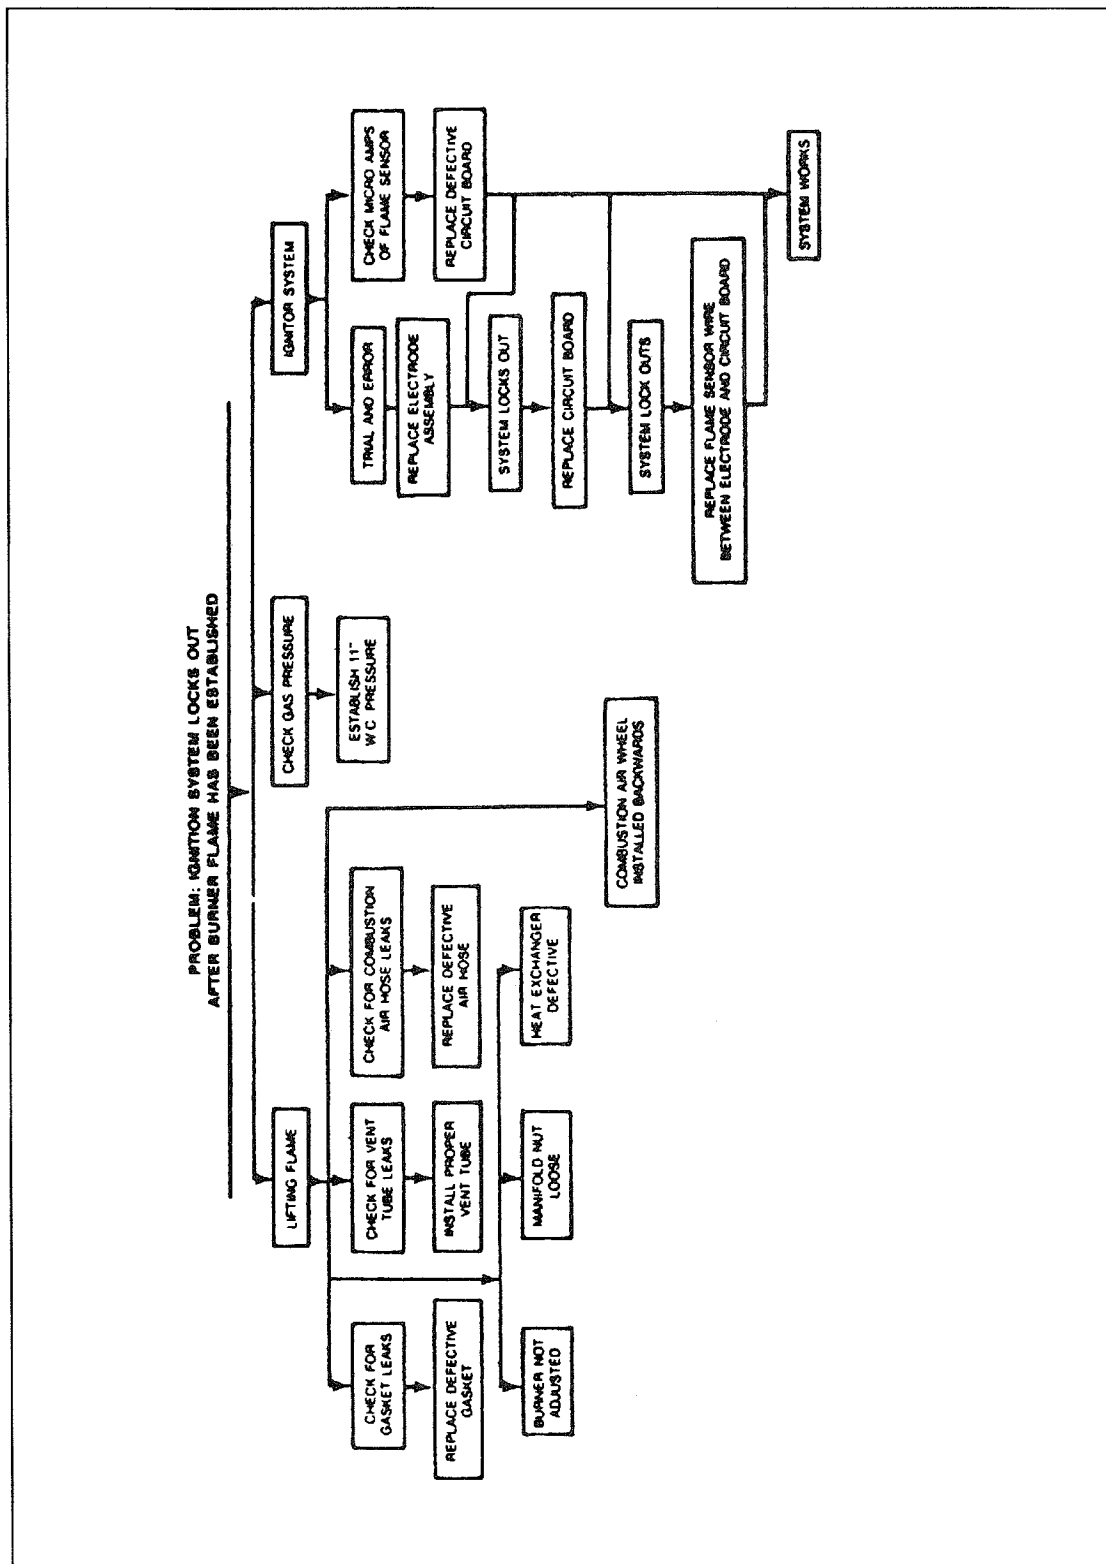 PROBLEM: IGNITION SYSTEM LOCKS OUT
AFTER BURNER FLAME HAS BEEN ESTABLISHED
LIFTING FLAME
CHECK GAS PRESSURE
IGNITOR SYSTEM
CHECK FOR
GASKET LEAKS
CHECK FOR VENT
TUBE LEAKS
CHECK FOR COMBUSTION
AIR HOSE LEAKS
ESTABLISH 11"
WC PRESSURE
TRIAL AND ERROR
CHECK MICRO AMPS
OF FLAME SENSOR
REPLACE DEFECTIVE
GASKET
INSTALL PROPER
VENT TUBE
REPLACE DEFECTIVE
AIR HOSE
REPLACE ELECTRODE
ASSEMBLY
REPLACE DEFECTIVE
CIRCUIT BOARD
BURNER NOT
ADJUSTED
MANIFOLD NUT
LOOSE
HEAT EXCHANGER
DEFECTIVE
SYSTEM LOCKS OUT
COMBUSTION AIR WHEEL
INSTALLED BACKWARDS
REPLACE CIRCUIT BOARD
SYSTEM LOCK OUTS
REPLACE FLAME SENSOR WIRE
BETWEEN ELECTRODE AND CIRCUIT BOARD
SYSTEM WORKS